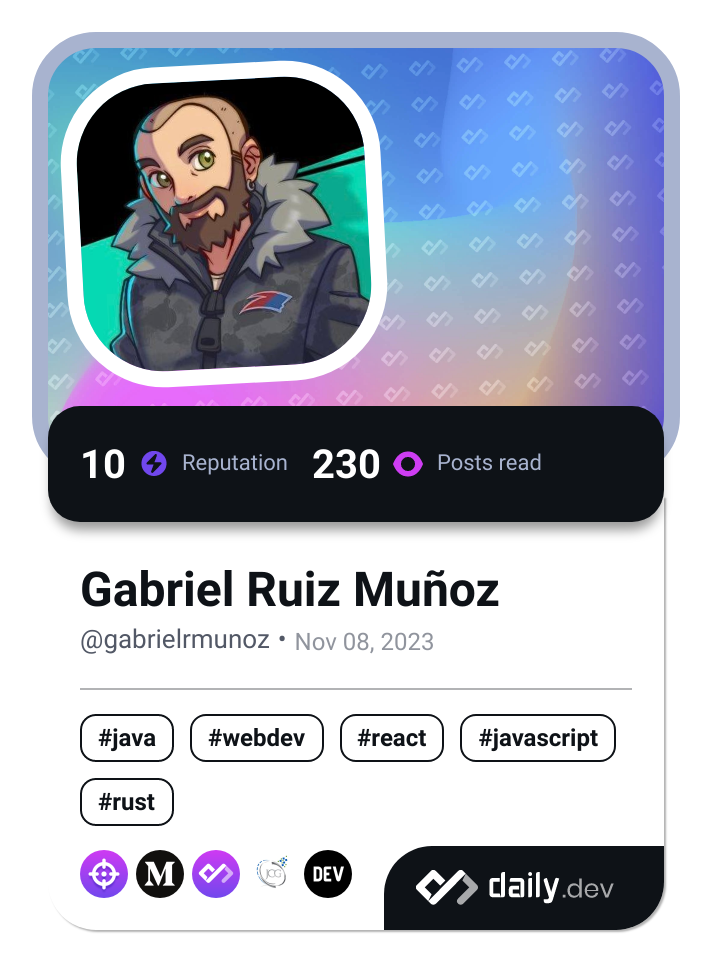 10 Reputation 230 Posts read
Gabriel Ruiz Muñoz
@gabrielrmunoz • Nov 08, 2023
#java #webdev #react #javascript
#rust
M JCG DEV
daily.dev